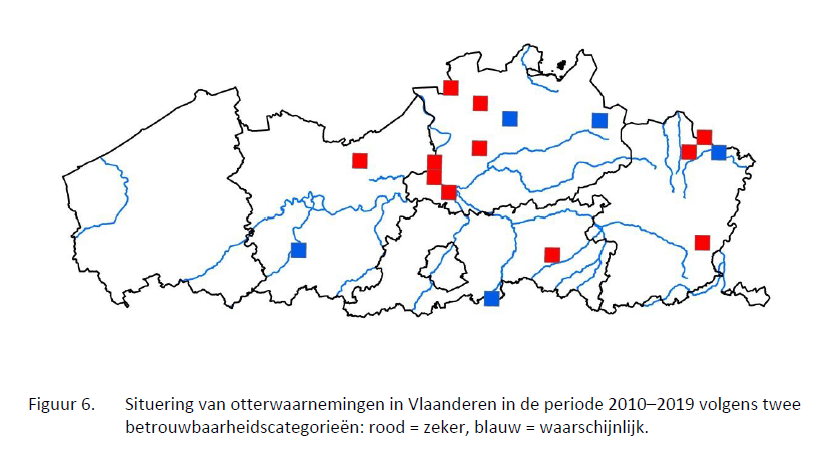 Figuur 6. Situering van otterwaarnemingen in Vlaanderen in de periode 2010–2019 volgens twee
betrouwbaarheidscategorieën: rood = zeker, blauw = waarschijnlijk.